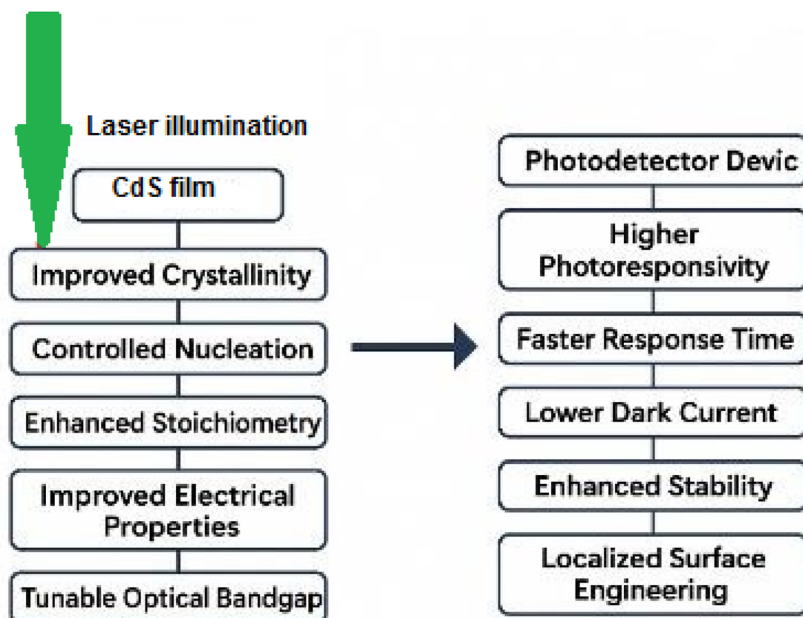 Laser illumination
CdS film
Improved Crystallinity
Controlled Nucleation
Enhanced Stoichiometry
Improved Electrical
Properties
Tunable Optical Bandgap
Photodetector Devic
Higher
Photoresponsivity
Faster Response Time
Lower Dark Current
Enhanced Stability
Localized Surface
Engineering